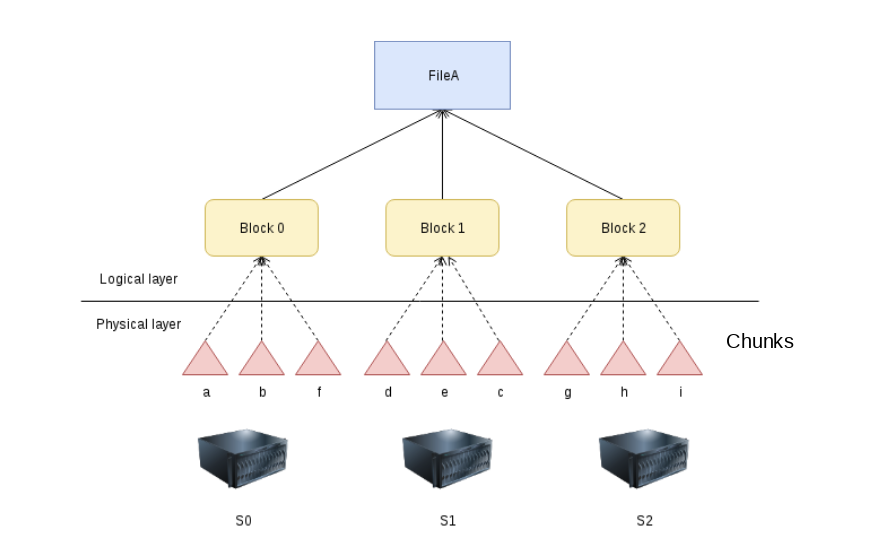 FileA
Block 0
Block 1
Block 2
Logical layer
Physical layer
Chunks
a
b
f
d
e
c
g
h
i
S0
S1
S2